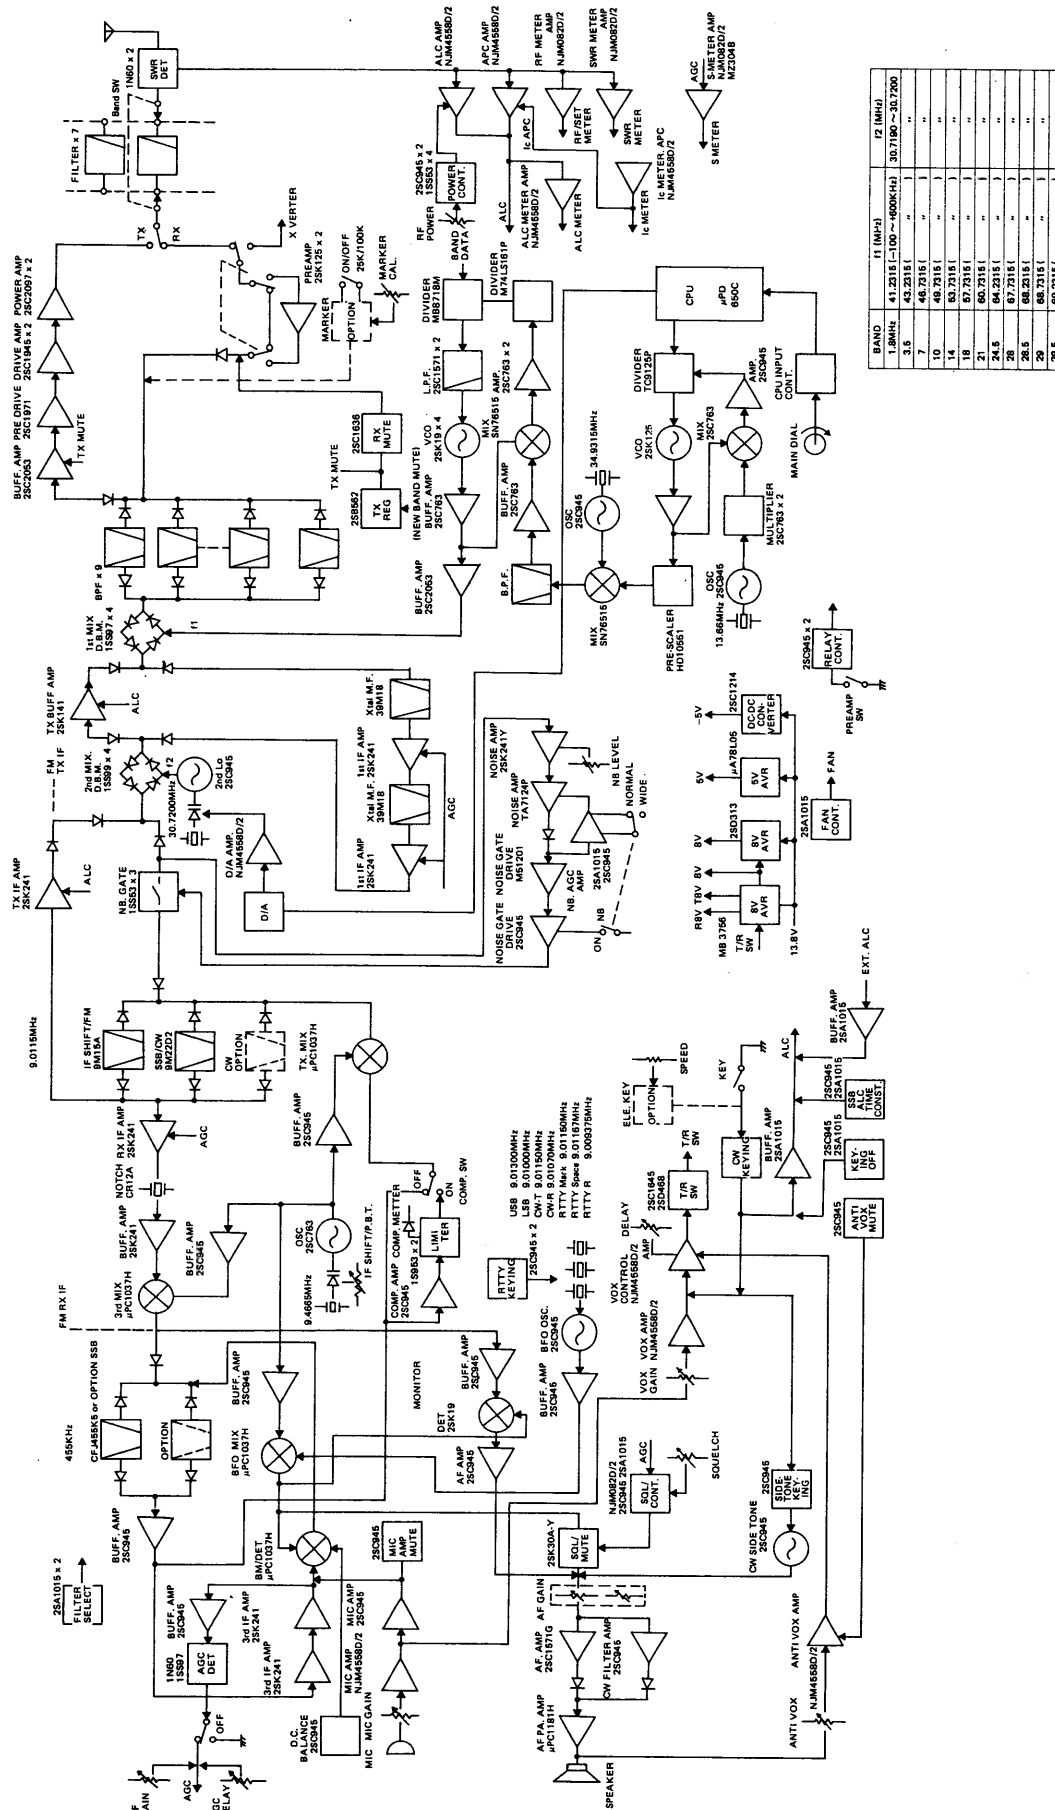 SPEAKER
AF PA. AMP
μPC1181H
AF. AMP
2SC1571G
CW FILTER AMP
2SC945
AF GAIN
SQL/
MUTE
2SK30A-Y
SQL/
CONT.
NJM082D/2
2SC945 2SA1015
AGC
SQUELCH
ANTI VOX
NJM4558D/2
ANTI VOX AMP
CW SIDE TONE
2SC945
SIDE-
TONE
KEY-
ING
2SC945
MIC
MIC GAIN
MIC AMP
NJM4558D/2
MIC AMP
2SC945
MIC
AMP
MUTE
2SC945
D.C.
BALANCE
2SC945
AGC
OFF
AGC
DET
1N60
1SS97
BUFF. AMP
2SC945
3rd IF AMP
2SK241
3rd IF AMP
2SK241
BM/DET
μPC1037H
FILTER
SELECT
2SA1015 x 2
BUFF. AMP
2SC945
455KHz
CFJ455K5 or OPTION SSB
OPTION
BFO MIX
μPC1037H
BUFF. AMP
2SC945
AF AMP
2SC945
DET
2SK19
MONITOR
BUFF. AMP
2SC945
BUFF. AMP
2SC945
BFO OSC.
2SC945
RTTY
KEYING
2SC945 x 2
USB 9.01300MHz
LSB 9.01000MHz
CW-T 9.01150MHz
CW-R 9.01070MHz
RTTY Mark 9.01150MHz
RTTY Space 9.01167MHz
RTTY R 9.009375MHz
FM RX IF
3rd MIX
μPC1037H
BUFF. AMP
2SK241
BUFF. AMP
2SC945
NOTCH
CR12A
RX IF AMP
2SK241
AGC
9.4665MHz
OSC
2SC763
IF SHIFT/P.B.T.
BUFF. AMP
2SC945
COMP. AMP
2SC945
COMP. METTER
1S953 x 2
LIMI
TER
OFF
ON
COMP. SW
TX. MIX
μPC1037H
9.0115MHz
IF SHIFT/FM
9M15A
SSB/CW
9M22D2
CW
OPTION
VOX
GAIN
VOX AMP
NJM4558D/2
VOX
CONTROL
NJM4558D/2
DELAY
AMP
T/R
SW
2SC1645
2SD468
T/R
SW
ELE. KEY
OPTION
SPEED
KEY
CW
KEYING
BUFF. AMP
2SA1015
ANTI
VOX
MUTE
2SC945
KEY-
ING
OFF
2SC945
2SA1015
SSB
ALC
TIME
CONST.
2SC945
2SA1015
ALC
BUFF. AMP
2SA1015
EXT. ALC
TX IF AMP
2SK241
ALC
NB. GATE
1SS53 x 3
FM
TX IF
2nd MIX.
D.B.M.
1SS99 x 4
f2
30.7200MHz
2nd Lo
2SC945
D/A
D/A AMP.
NJM4558D/2
TX BUFF AMP
2SK141
ALC
1st IF AMP
2SK241
Xtal M.F.
39M18
1st IF AMP
2SK241
Xtal M.F.
39M18
AGC
NOISE GATE
DRIVE
2SC945
NOISE GATE
DRIVE
M51201
NB. AGC
AMP
2SA1015
2SC945
NOISE AMP
TA7124P
NOISE AMP
2SK241Y
NB LEVEL
NORMAL
WIDE
ON
NB
1st MIX
D.B.M.
1SS97 x 4
f1
BPF x 9
BUFF. AMP
2SC2053
TX MUTE
PRE DRIVE
2SC1971
DRIVE AMP
2SC1945 x 2
POWER AMP
2SC2097 x 2
TX
RX
FILTER x 7
Band SW
SWR
DET
1N60 x 2
X VERTER
PREAMP
2SK125 x 2
MARKER
OPTION
ON/OFF
25K/100K
MARKER
CAL.
TX
REG
2SB562
TX MUTE
RX
MUTE
2SC1636
(NEW BAND MUTE)
BUFF. AMP
2SC2053
BUFF. AMP
2SC763
VCO
2SK19 x 4
L.P.F.
2SC1571 x 2
DIVIDER
MB8718M
DIVIDER
M74LS161P
BAND
DATA
B.P.F.
BUFF. AMP
2SC763
MIX
SN76515
AMP.
2SC763 x 2
MIX
SN76515
OSC
2SC945
34.9315MHz
PRE-SCALER
HD10551
VCO
2SK125
DIVIDER
TC9125P
CPU
μPD
650C
13.66MHz
OSC
2SC945
MULTIPLIER
2SC763 x 2
MIX
2SC763
AMP.
2SC945
MAIN DIAL
CPU INPUT
CONT.
RF
POWER
POWER
CONT.
2SC945 x 2
1SS53 x 4
ALC AMP
NJM4558D/2
APC AMP
NJM4558D/2
RF METER
AMP
NJM082D/2
SWR METER
AMP
NJM082D/2
ALC
Ic APC
RF/SET
METER
SWR
METER
ALC METER AMP
NJM4558D/2
ALC METER
Ic METER
Ic METER, APC
NJM4558D/2
AGC
S-METER AMP
NJM082D/2
MZ304B
S METER
R8V
T8V
8V
MB 3756
T/R
SW
8V
AVR
8V
8V
AVR
2SD313
5V
5V
AVR
μA78L05
-5V
DC-DC
CON-
VERTER
2SC1214
13.8V
FAN
CONT.
2SA1015
FAN
RELAY
CONT.
2SC945 x 2
PREAMP
SW
BAND f1 (MHz) f2 (MHz)
1.8MHz 41.2315 (-100 ~ +600KHz) 30.7190 ~ 30.7200
3.5 43.2315 ( " ) "
7 46.7315 ( " ) "
10 49.7315 ( " ) "
14 53.7315 ( " ) "
18 57.7315 ( " ) "
21 60.7315 ( " ) "
24.5 64.2315 ( " ) "
28 67.7315 ( " ) "
28.5 68.2315 ( " ) "
29 68.7315 ( " ) "